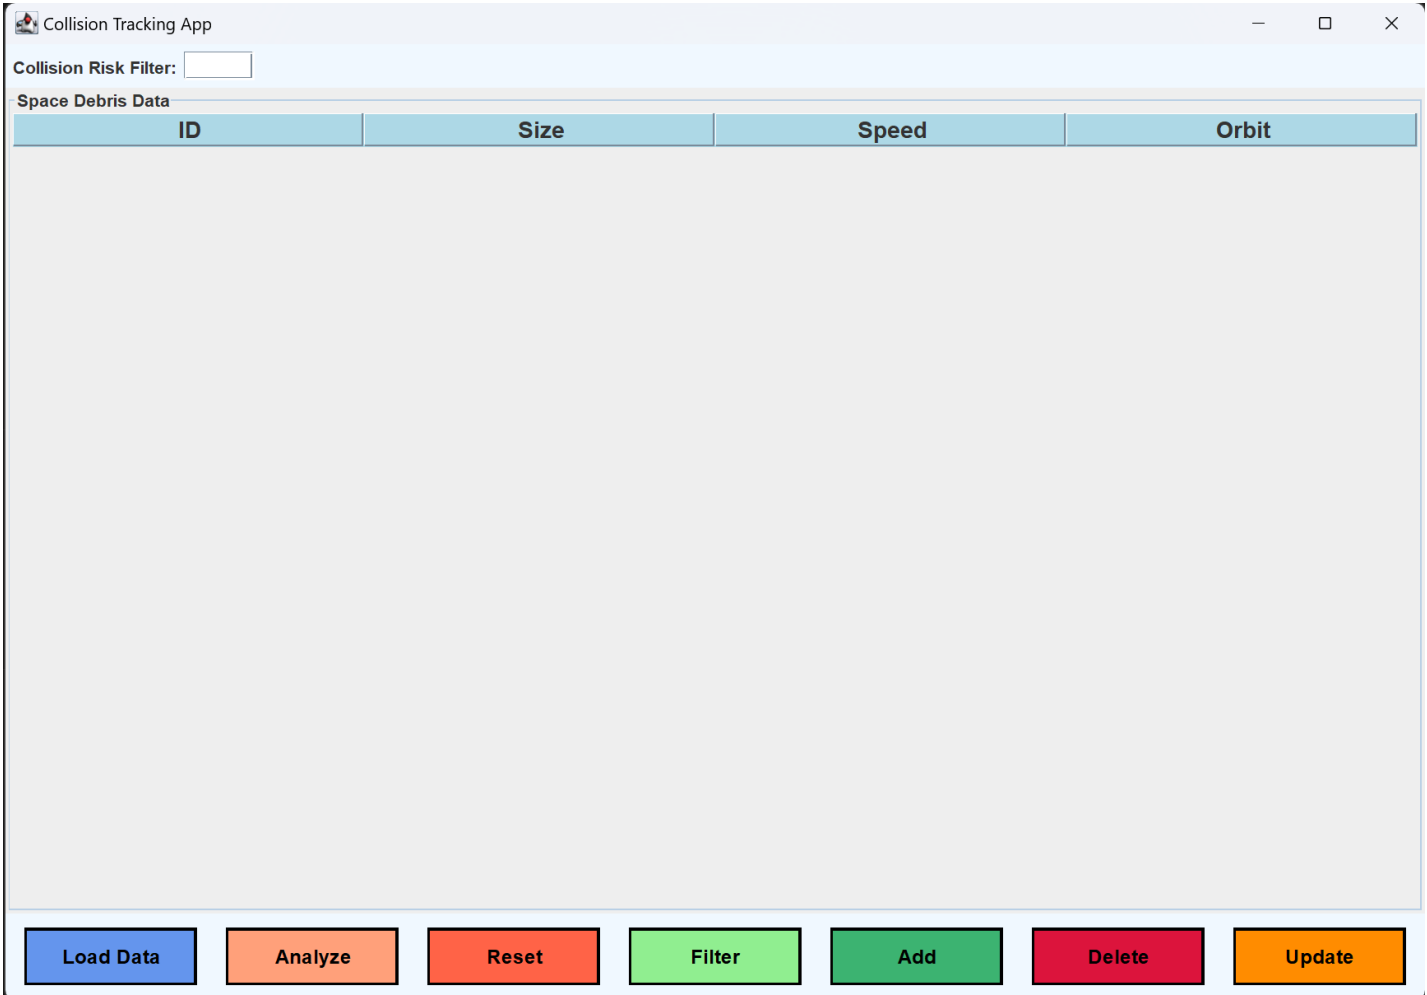 Collision Tracking App
Collision Risk Filter:
Space Debris Data
ID Size Speed Orbit
Load Data Analyze Reset Filter Add Delete Update